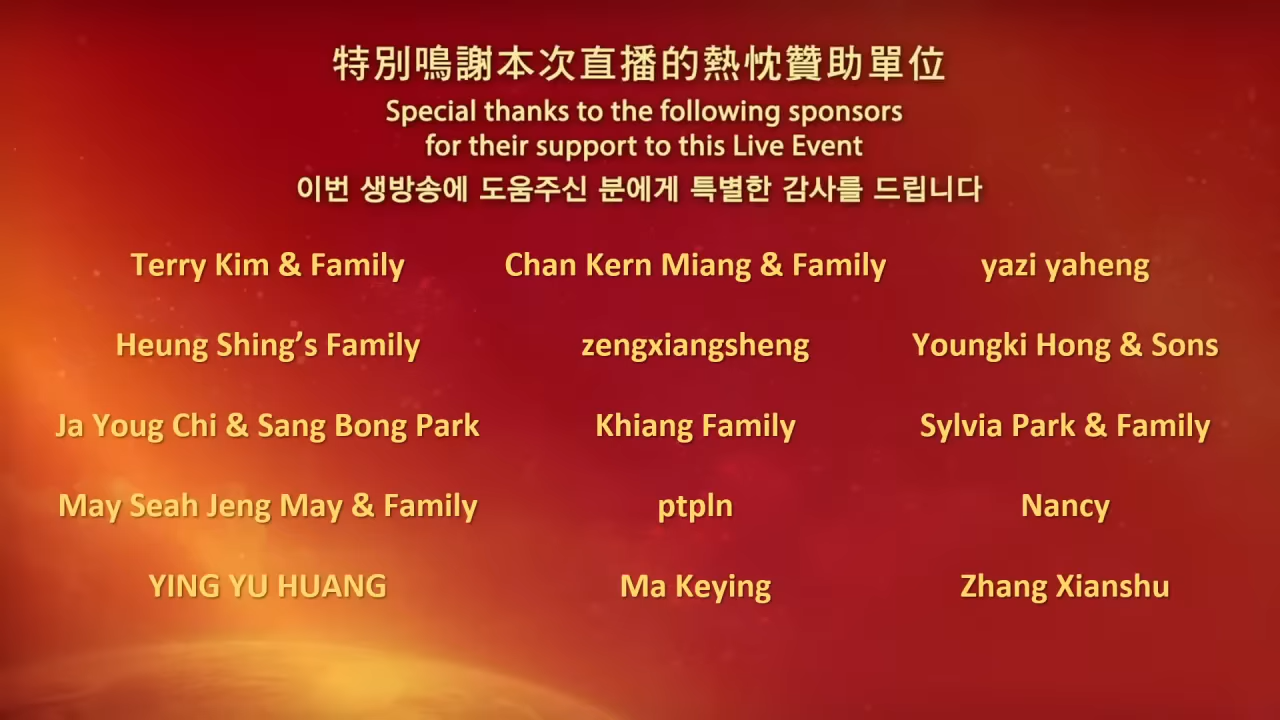 特別鳴謝本次直播的熱忱贊助單位
Special thanks to the following sponsors
for their support to this Live Event
이번 생방송에 도움주신 분에게 특별한 감사를 드립니다
Terry Kim & Family Chan Kern Miang & Family yazi yaheng
Heung Shing’s Family zengxiangsheng Youngki Hong & Sons
Ja Youg Chi & Sang Bong Park Khiang Family Sylvia Park & Family
May Seah Jeng May & Family ptpln Nancy
YING YU HUANG Ma Keying Zhang Xianshu